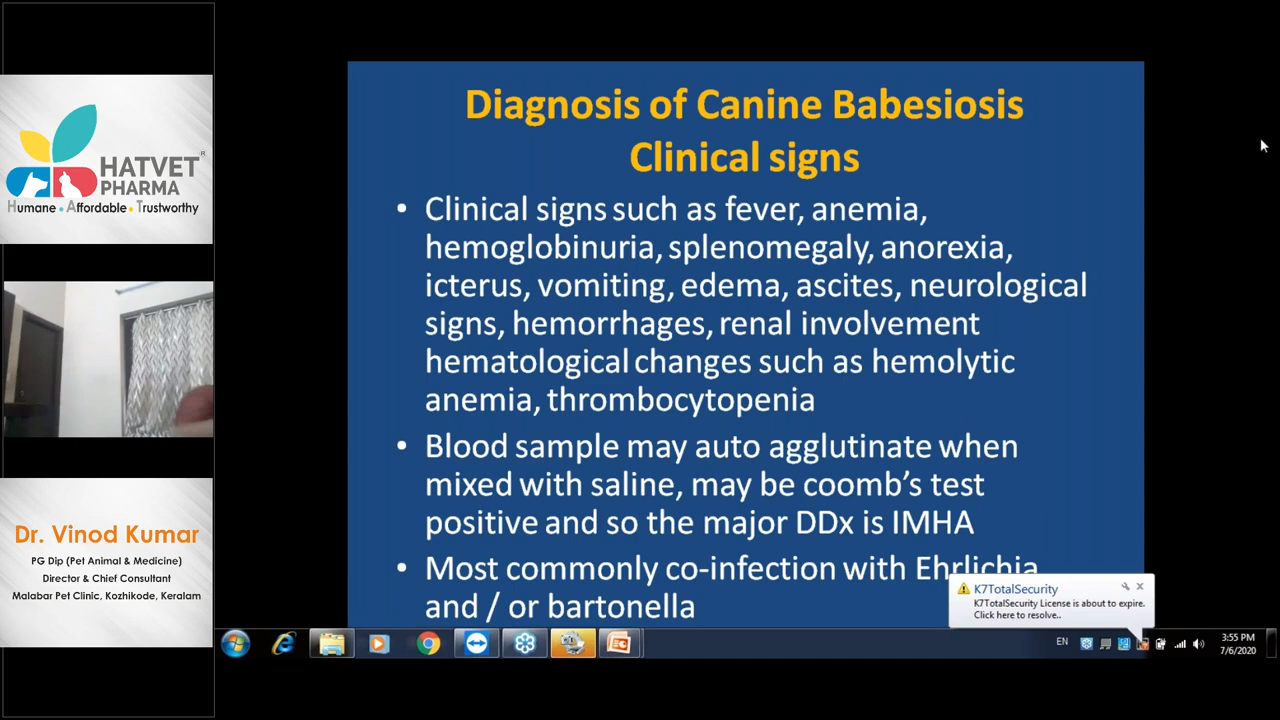 HATVET®
PHARMA
Humane • Affordable • Trustworthy
Dr. Vinod Kumar
PG Dip (Pet Animal & Medicine)
Director & Chief Consultant
Malabar Pet Clinic, Kozhikode, Keralam
Diagnosis of Canine Babesiosis
Clinical signs
• Clinical signs such as fever, anemia,
hemoglobinuria, splenomegaly, anorexia,
icterus, vomiting, edema, ascites, neurological
signs, hemorrhages, renal involvement
hematological changes such as hemolytic
anemia, thrombocytopenia
• Blood sample may auto agglutinate when
mixed with saline, may be coomb's test
positive and so the major DDx is IMHA
• Most commonly co-infection with Ehrlichia
and / or bartonella
K7TotalSecurity
K7TotalSecurity License is about to expire.
Click here to resolve..
EN
3:55 PM
7/6/2020